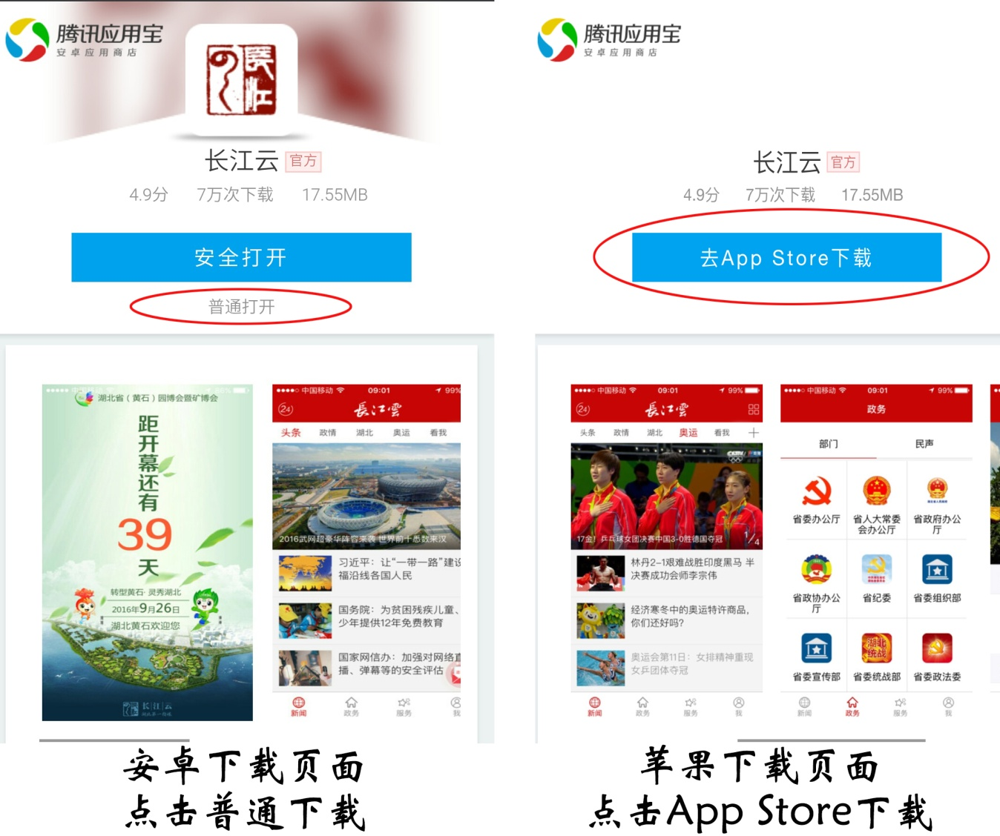 腾讯应用宝
安卓应用商店
长江云 官方
4.9分 7万次下载 17.55MB
安全打开
普通打开
湖北省（黄石）园博会暨矿博会
距开幕还有
39
天
转型黄石·灵秀湖北
2016年9月26日
湖北黄石欢迎您
长江云
中国移动 09:01 99%
24 長江雲
头条 政情 湖北 奥运 看我
2016武网超豪华阵容来袭 世界前十悉数来汉
习近平：让“一带一路”建设
福沿线各国人民
国务院：为贫困残疾儿童、
少年提供12年免费教育
国家网信办：加强对网络直
播、弹幕等的安全评估
新闻 政务 服务 我
安卓下载页面
点击普通下载
腾讯应用宝
安卓应用商店
长江云 官方
4.9分 7万次下载 17.55MB
去App Store下载
中国移动 09:01 99%
24 長江雲
头条 政情 湖北 奥运 看我
17金！乒乓球女团决赛中国3-0胜德国夺冠 1/4
林丹2-1艰难战胜印度黑马 半
决赛成功会师李宗伟
经济寒冬中的奥运特许商品，
你们还好吗？
奥运会第11日：女排精神重现
女乒团体夺冠
新闻 政务 服务 我
中国移动 09:01 99%
政务
部门 民声
省委办公厅 省人大常委会办公厅 省政府办公厅
省政协办公厅 省纪委 省委组织部
湖北统战
省委宣传部 省委统战部 省委政法委
新闻 政务 服务 我
苹果下载页面
点击App Store下载